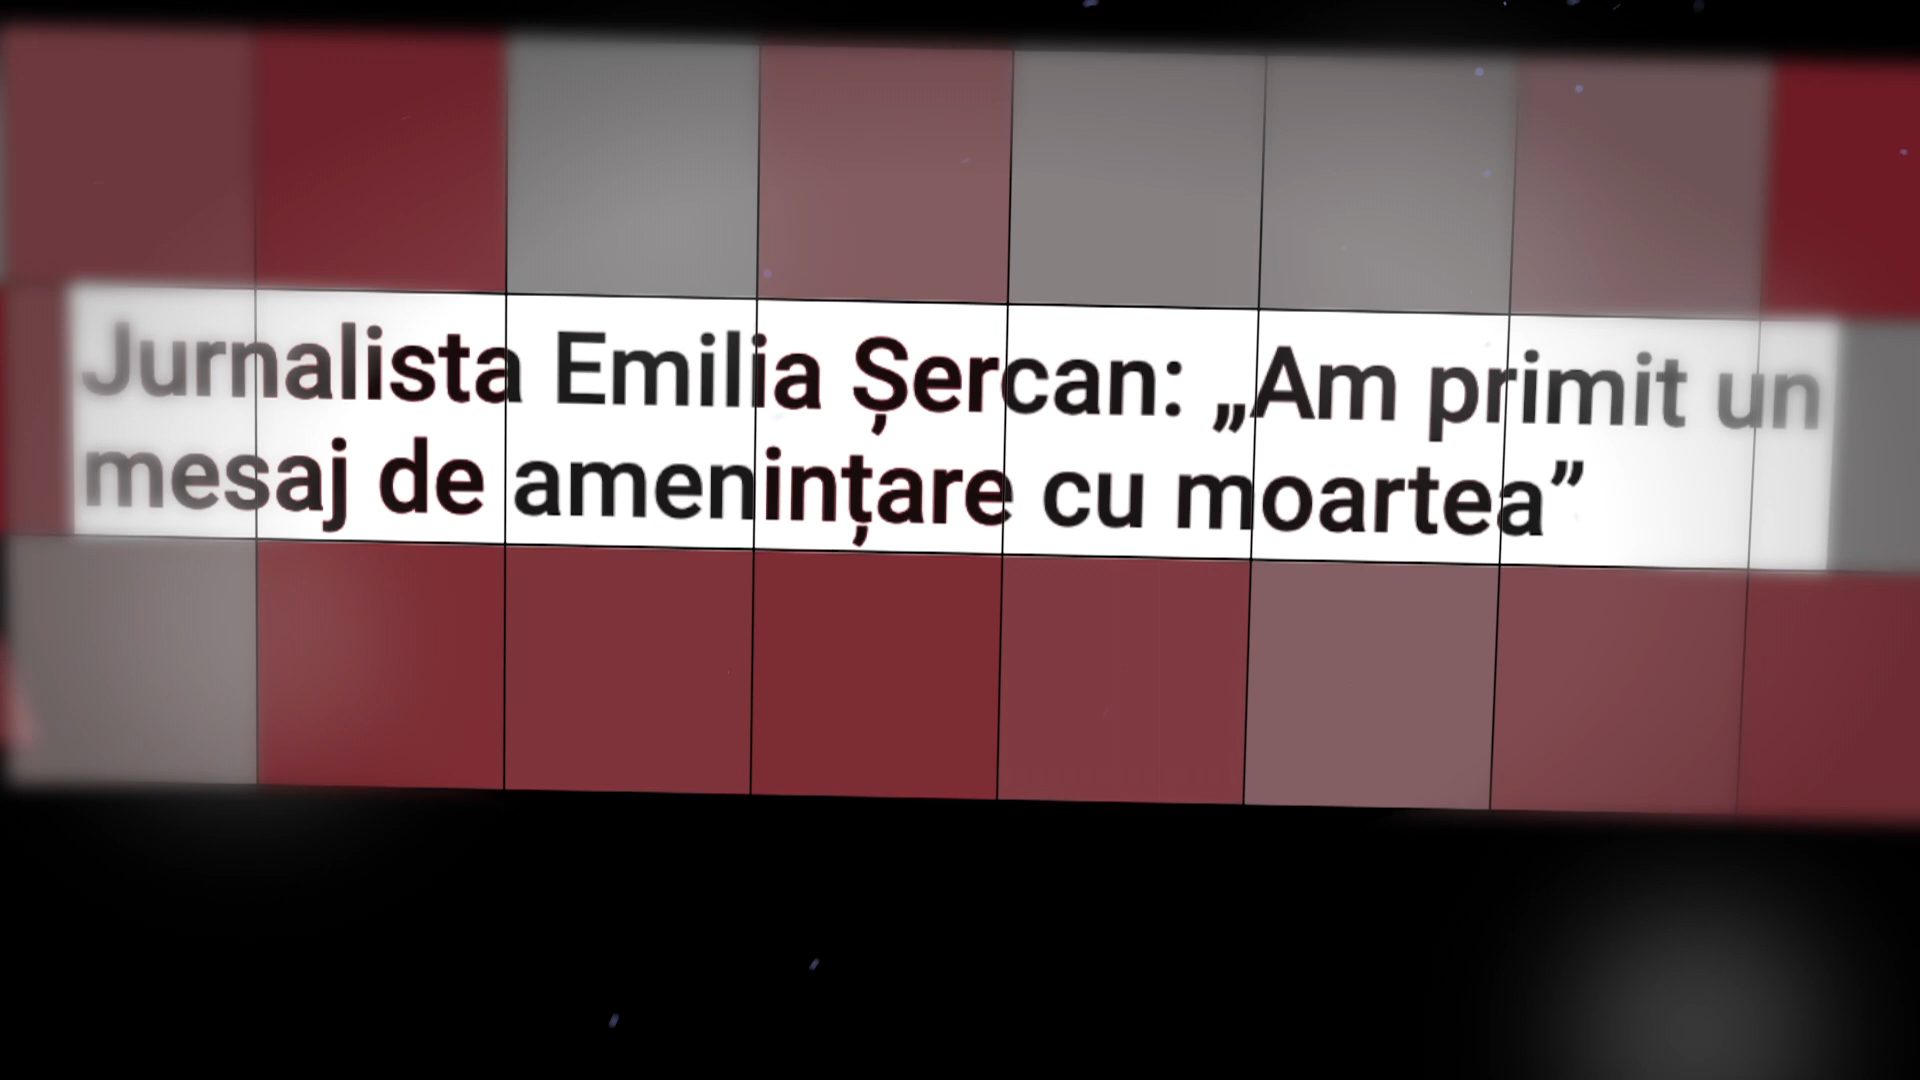 Jurnalista Emilia Șercan: „Am primit un
mesaj de amenințare cu moartea”